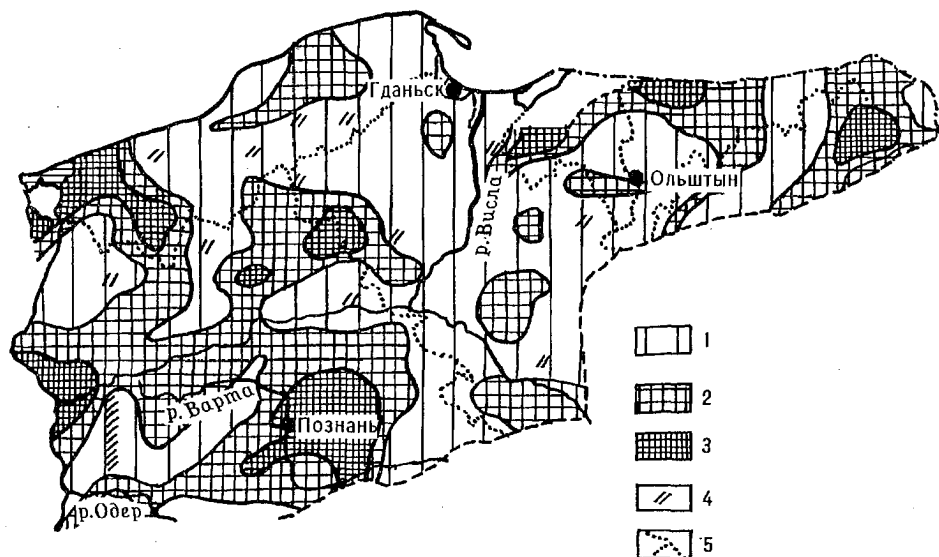 Гданьск
Ольштын
р. Висла
р. Варта
Познань
р. Одер
1
2
3
4
5